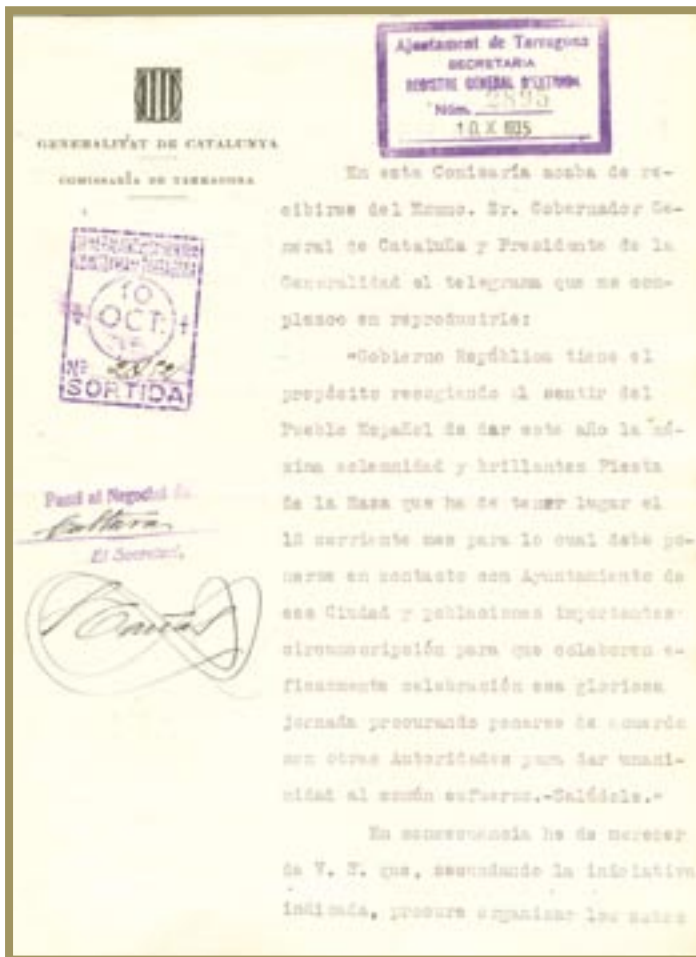 GENERALITAT DE CATALUNYA
COMISSARÍA DE TARRAGONA
Ajuntament de Tarragona
SECRETARIA
REGISTRE GENERAL D'ENTRADA
Núm. 2895
10 X 935
10
OCT.
Nº
SORTIDA
Passi al Negociat de
Cultura
El Secretari,
En esta Comisaría acaba de re-
cibirse del Excmo. Sr. Gobernador Ge-
neral de Cataluña y Presidente de la
Generalidad el telegrama que me com-
plazco en reproducirle:
"Gobierno República tiene el
propósito recogiendo el sentir del
Pueblo Español de dar este año la má-
xima solemnidad y brillantez Fiesta
de la Raza que ha de tener lugar el
12 corriente mes para lo cual debe po-
nerse en contacto con Ayuntamiento de
esa Ciudad y poblaciones importantes
circunscripción para que colaboren e-
ficazmente celebración esa gloriosa
jornada procurando ponerse de acuerdo
con otras Autoridades para dar unani-
midad al común esfuerzo.-Salúdole.-
En consecuencia he de merecer
de V. E. que, secundando la iniciativa
indicada, procure organizar los actos